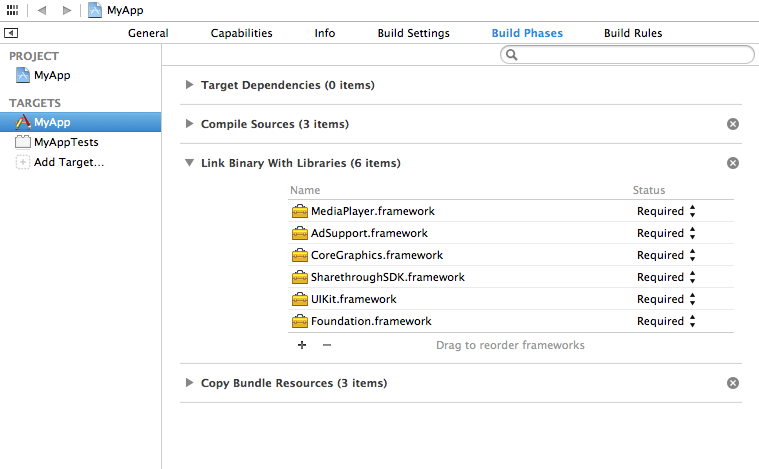 MyApp
General Capabilities Info Build Settings Build Phases Build Rules
PROJECT
MyApp
TARGETS
MyApp
MyAppTests
Add Target...
Target Dependencies (0 items)
Compile Sources (3 items)
Link Binary With Libraries (6 items)
Name Status
MediaPlayer.framework Required
AdSupport.framework Required
CoreGraphics.framework Required
SharethroughSDK.framework Required
UIKit.framework Required
Foundation.framework Required
+ − Drag to reorder frameworks
Copy Bundle Resources (3 items)